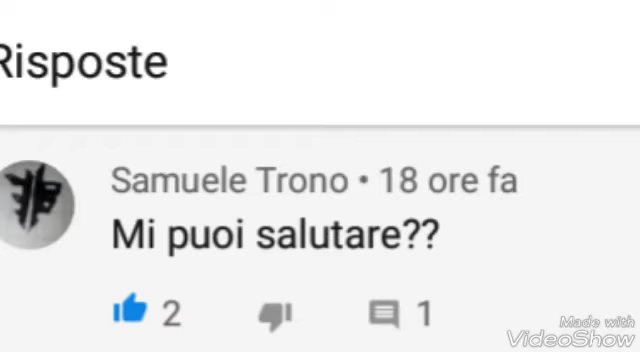 Risposte
Samuele Trono • 18 ore fa
Mi puoi salutare??
2 1
Made with
VideoShow